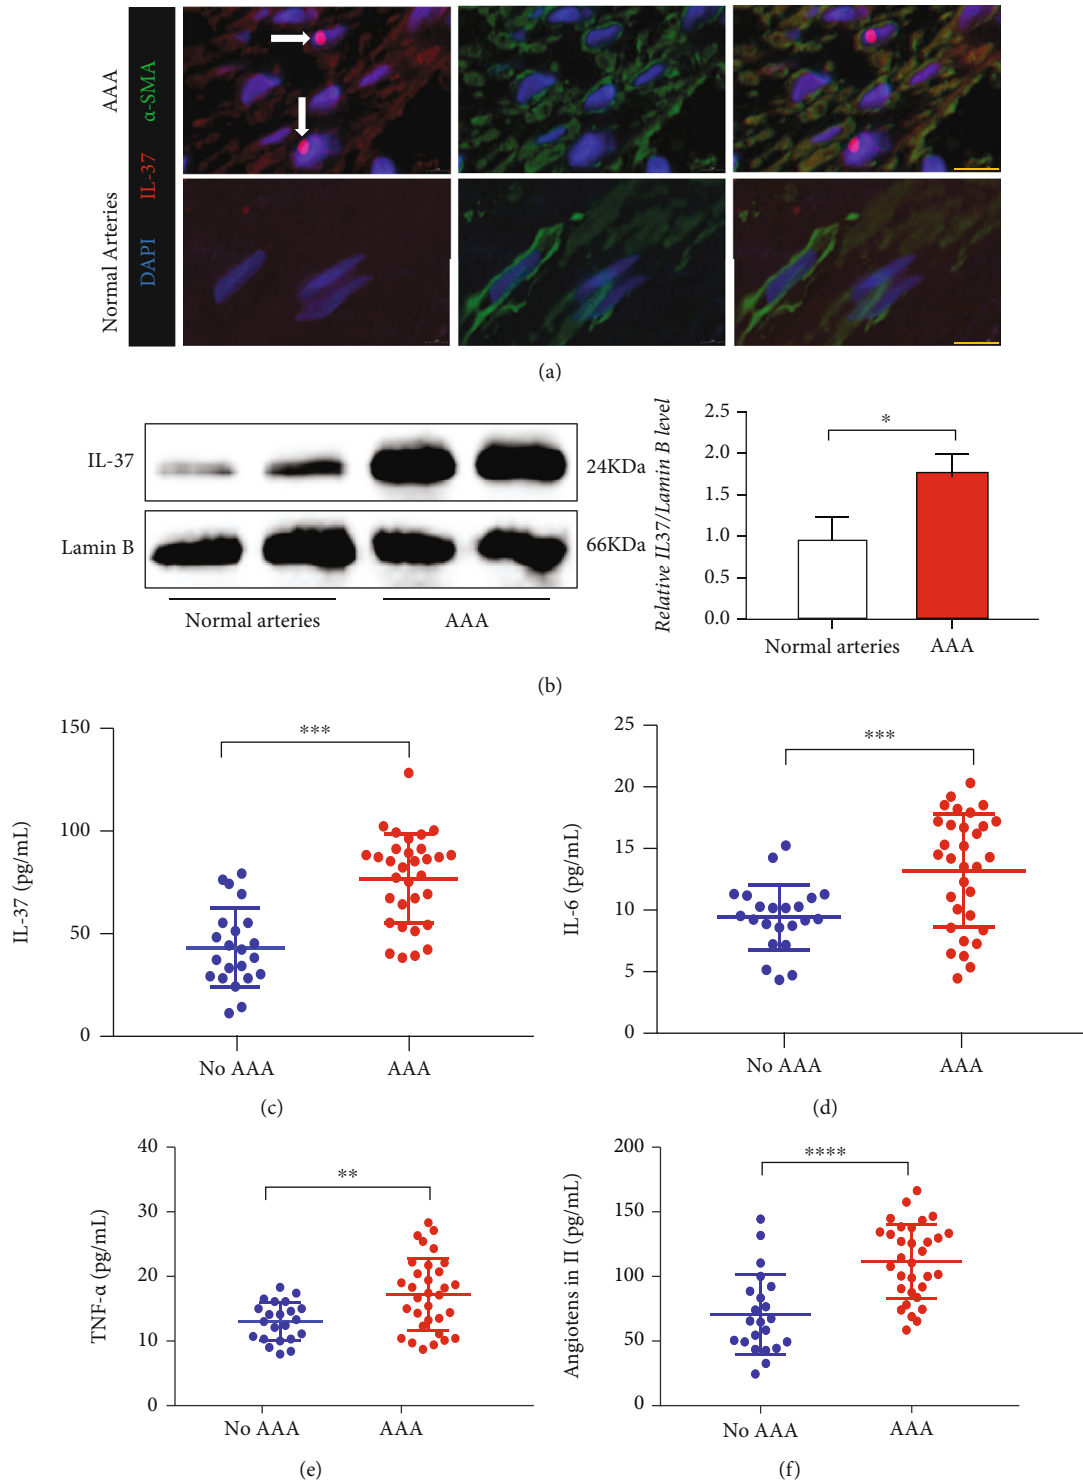 AAA
Normal Arteries
α-SMA
IL-37
DAPI
(a)
IL-37
24KDa
Lamin B
66KDa
Normal arteries
AAA
Relative IL37/Lamin B level
2.5
2.0
1.5
1.0
0.5
0.0
*
Normal arteries
AAA
(b)
IL-37 (pg/mL)
150
100
50
0
***
No AAA
AAA
(c)
IL-6 (pg/mL)
25
20
15
10
5
0
***
No AAA
AAA
(d)
TNF-α (pg/mL)
40
30
20
10
0
**
No AAA
AAA
(e)
Angiotens in II (pg/mL)
200
150
100
50
0
****
No AAA
AAA
(f)